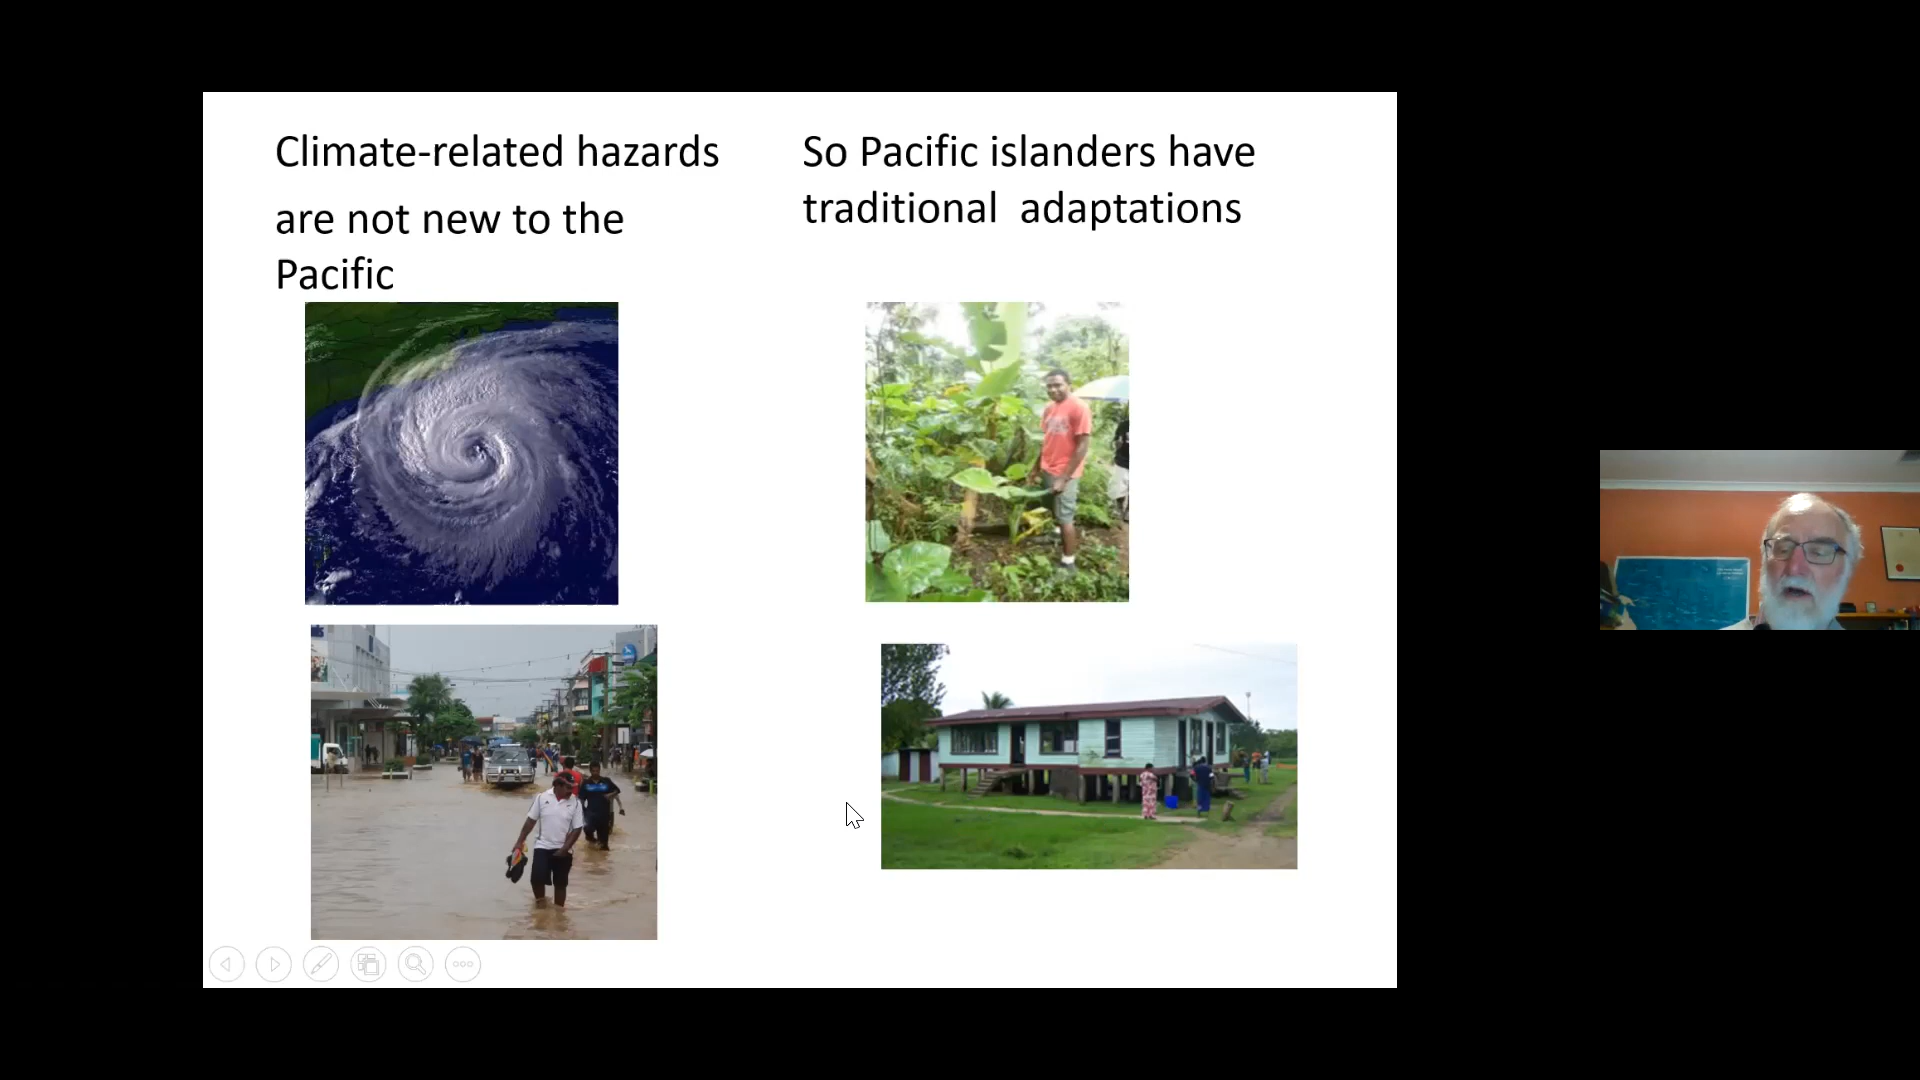 Climate-related hazards
are not new to the
Pacific
So Pacific islanders have
traditional  adaptations